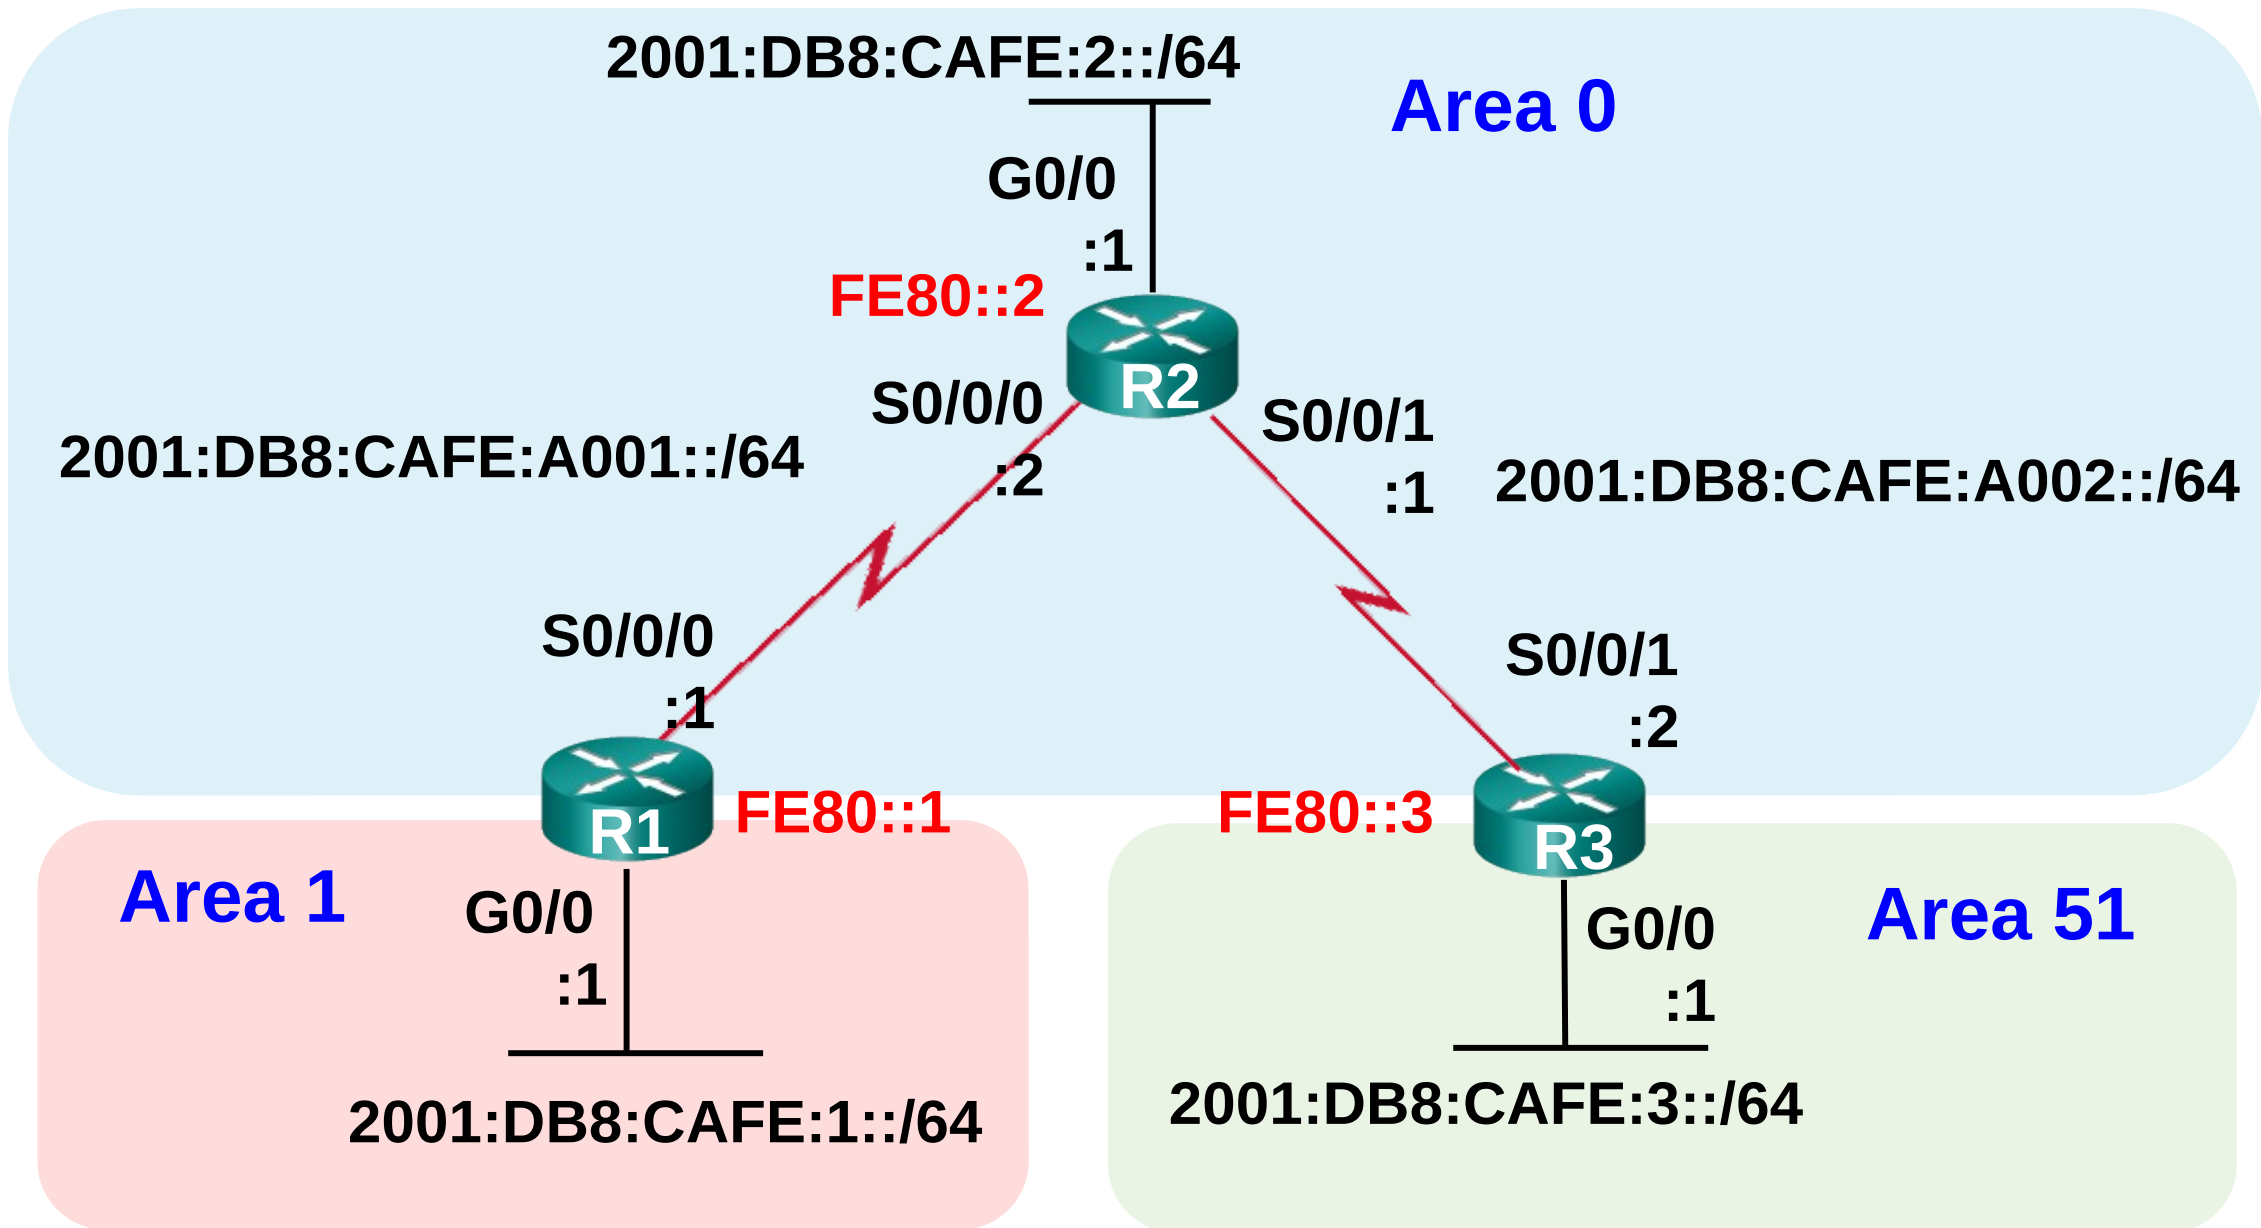 2001:DB8:CAFE:2::/64
Area 0
G0/0
:1
FE80::2
R2
S0/0/0
:2
S0/0/1
:1
2001:DB8:CAFE:A001::/64
2001:DB8:CAFE:A002::/64
S0/0/0
:1
S0/0/1
:2
R1
FE80::1
FE80::3
R3
Area 1
G0/0
:1
G0/0
:1
Area 51
2001:DB8:CAFE:1::/64
2001:DB8:CAFE:3::/64